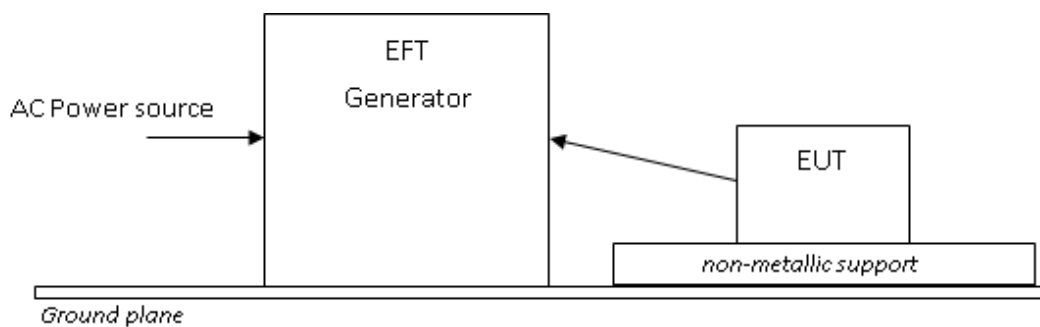 EFT
Generator
AC Power source
EUT
non-metallic support
Ground plane